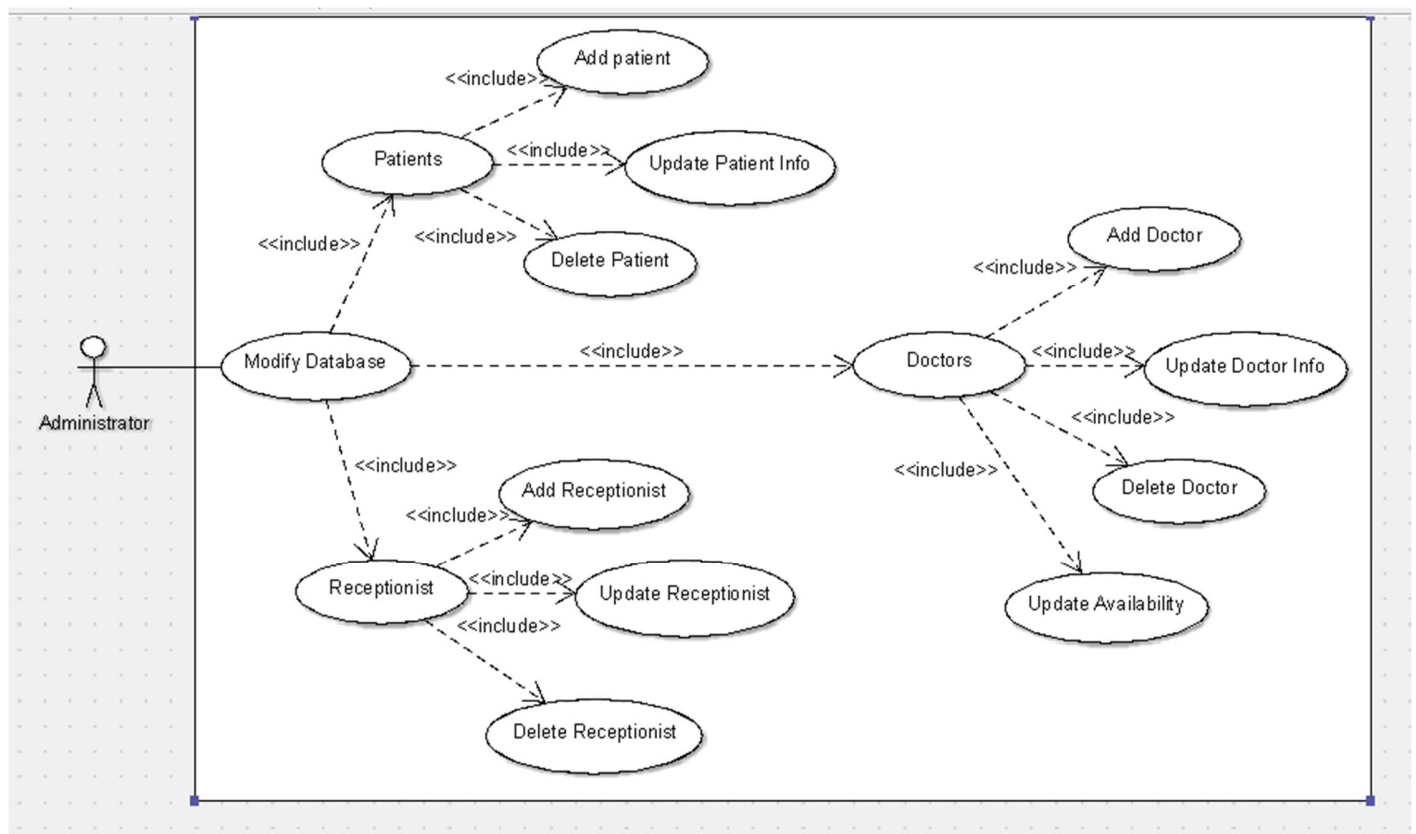 Add patient
<<include>>
Patients
<<include>>
Update Patient Info
<<include>>
<<include>>
Delete Patient
Add Doctor
<<include>>
Modify Database
<<include>>
Doctors
<<include>>
Update Doctor Info
Administrator
<<include>>
<<include>>
<<include>>
Delete Doctor
Add Receptionist
<<include>>
Receptionist
<<include>>
Update Receptionist
Update Availability
<<include>>
Delete Receptionist